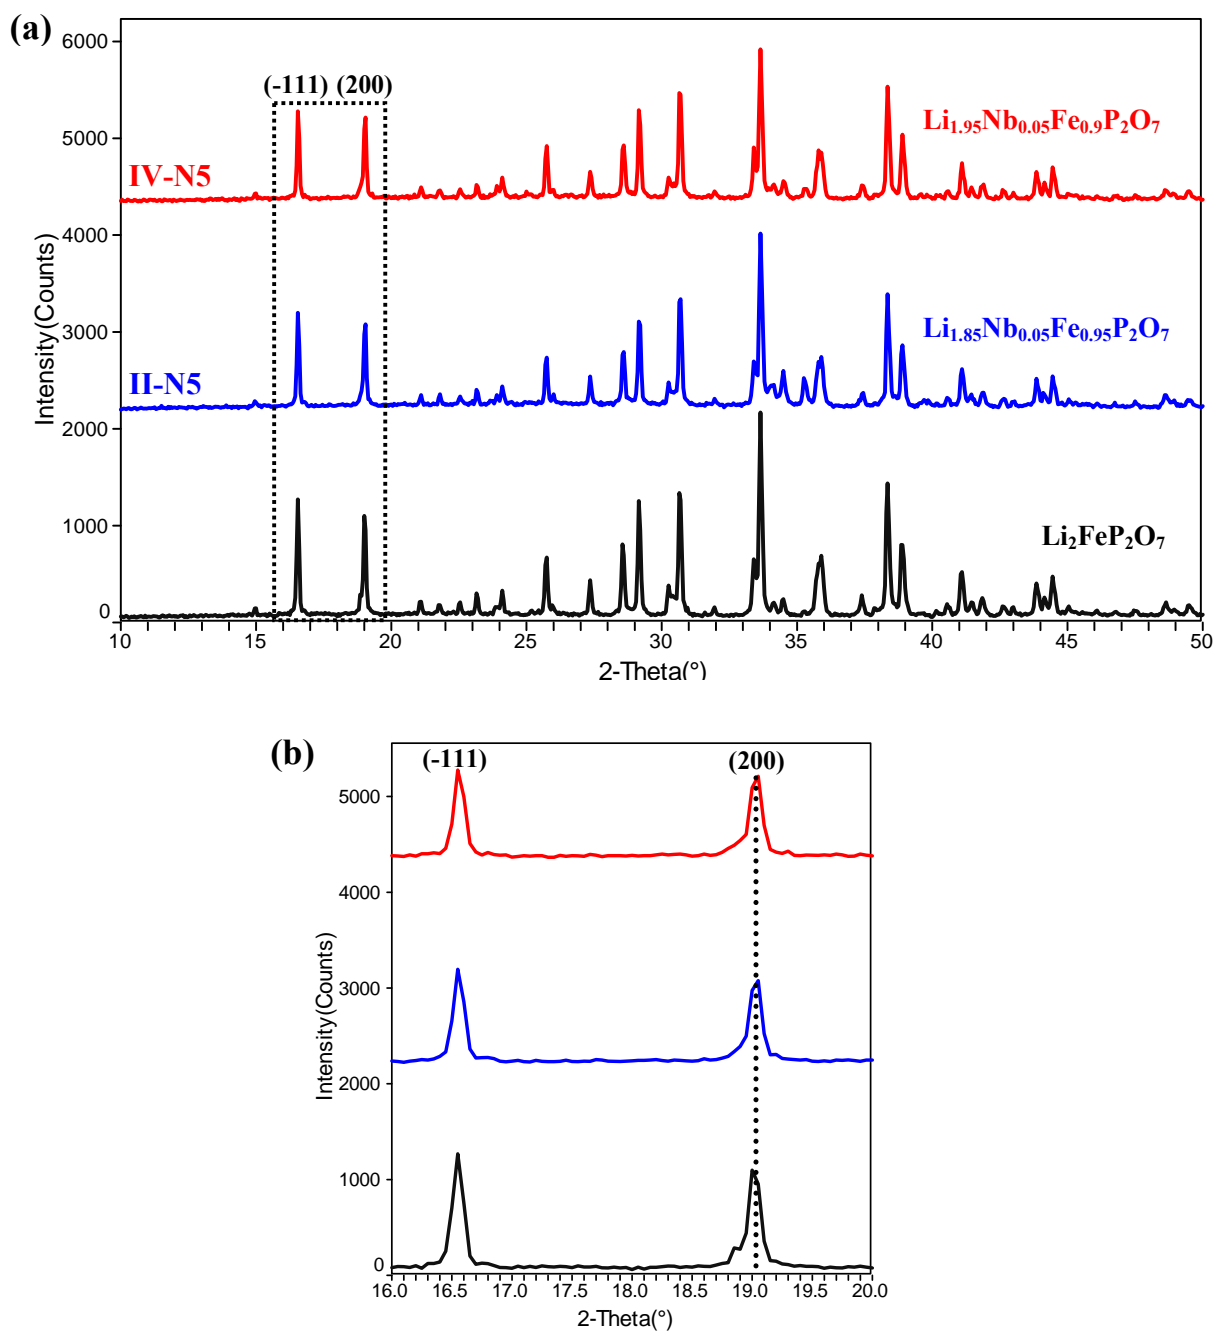 (a)
6000
5000
4000
3000
2000
1000
0
Intensity(Counts)
(-111) (200)
IV-N5
Li₁.₉₅Nb₀.₀₅Fe₀.₉P₂O₇
II-N5
Li₁.₈₅Nb₀.₀₅Fe₀.₉₅P₂O₇
Li₂FeP₂O₇
10 15 20 25 30 35 40 45 50
2-Theta(°)
(b)
(-111) (200)
5000
4000
3000
2000
1000
0
Intensity(Counts)
16.0 16.5 17.0 17.5 18.0 18.5 19.0 19.5 20.0
2-Theta(°)